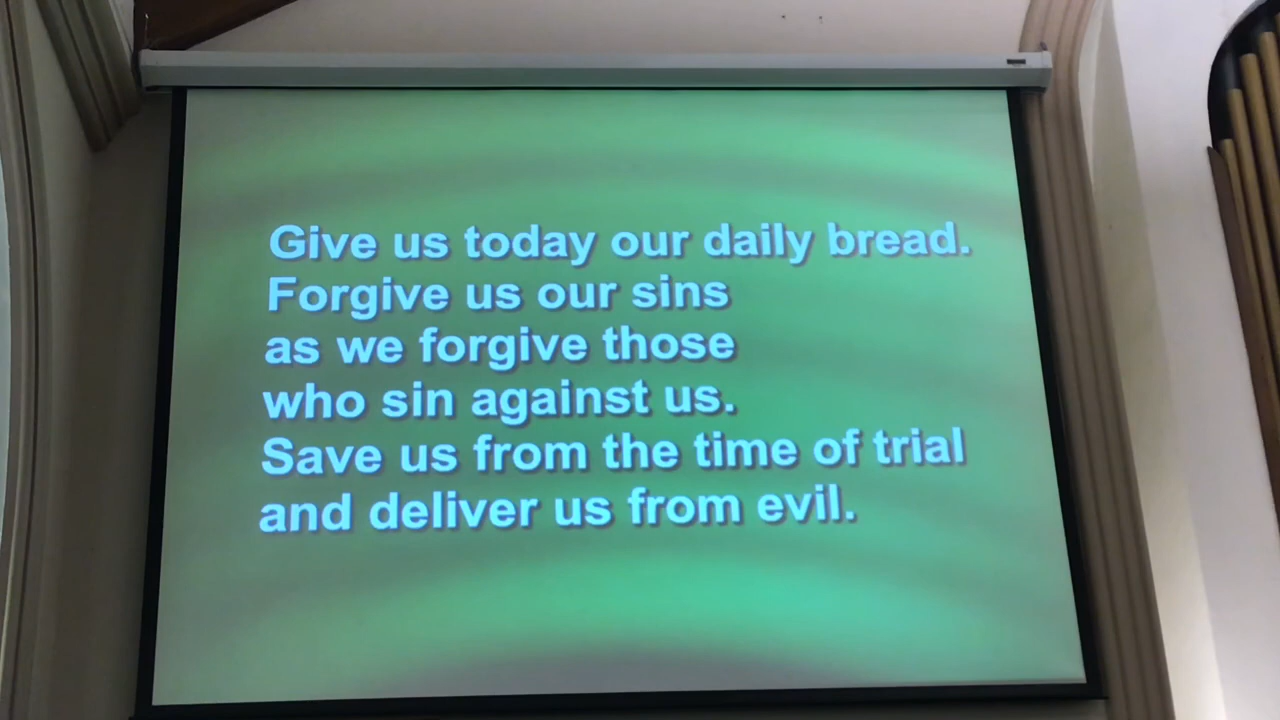 Give us today our daily bread.
Forgive us our sins
as we forgive those
who sin against us.
Save us from the time of trial
and deliver us from evil.